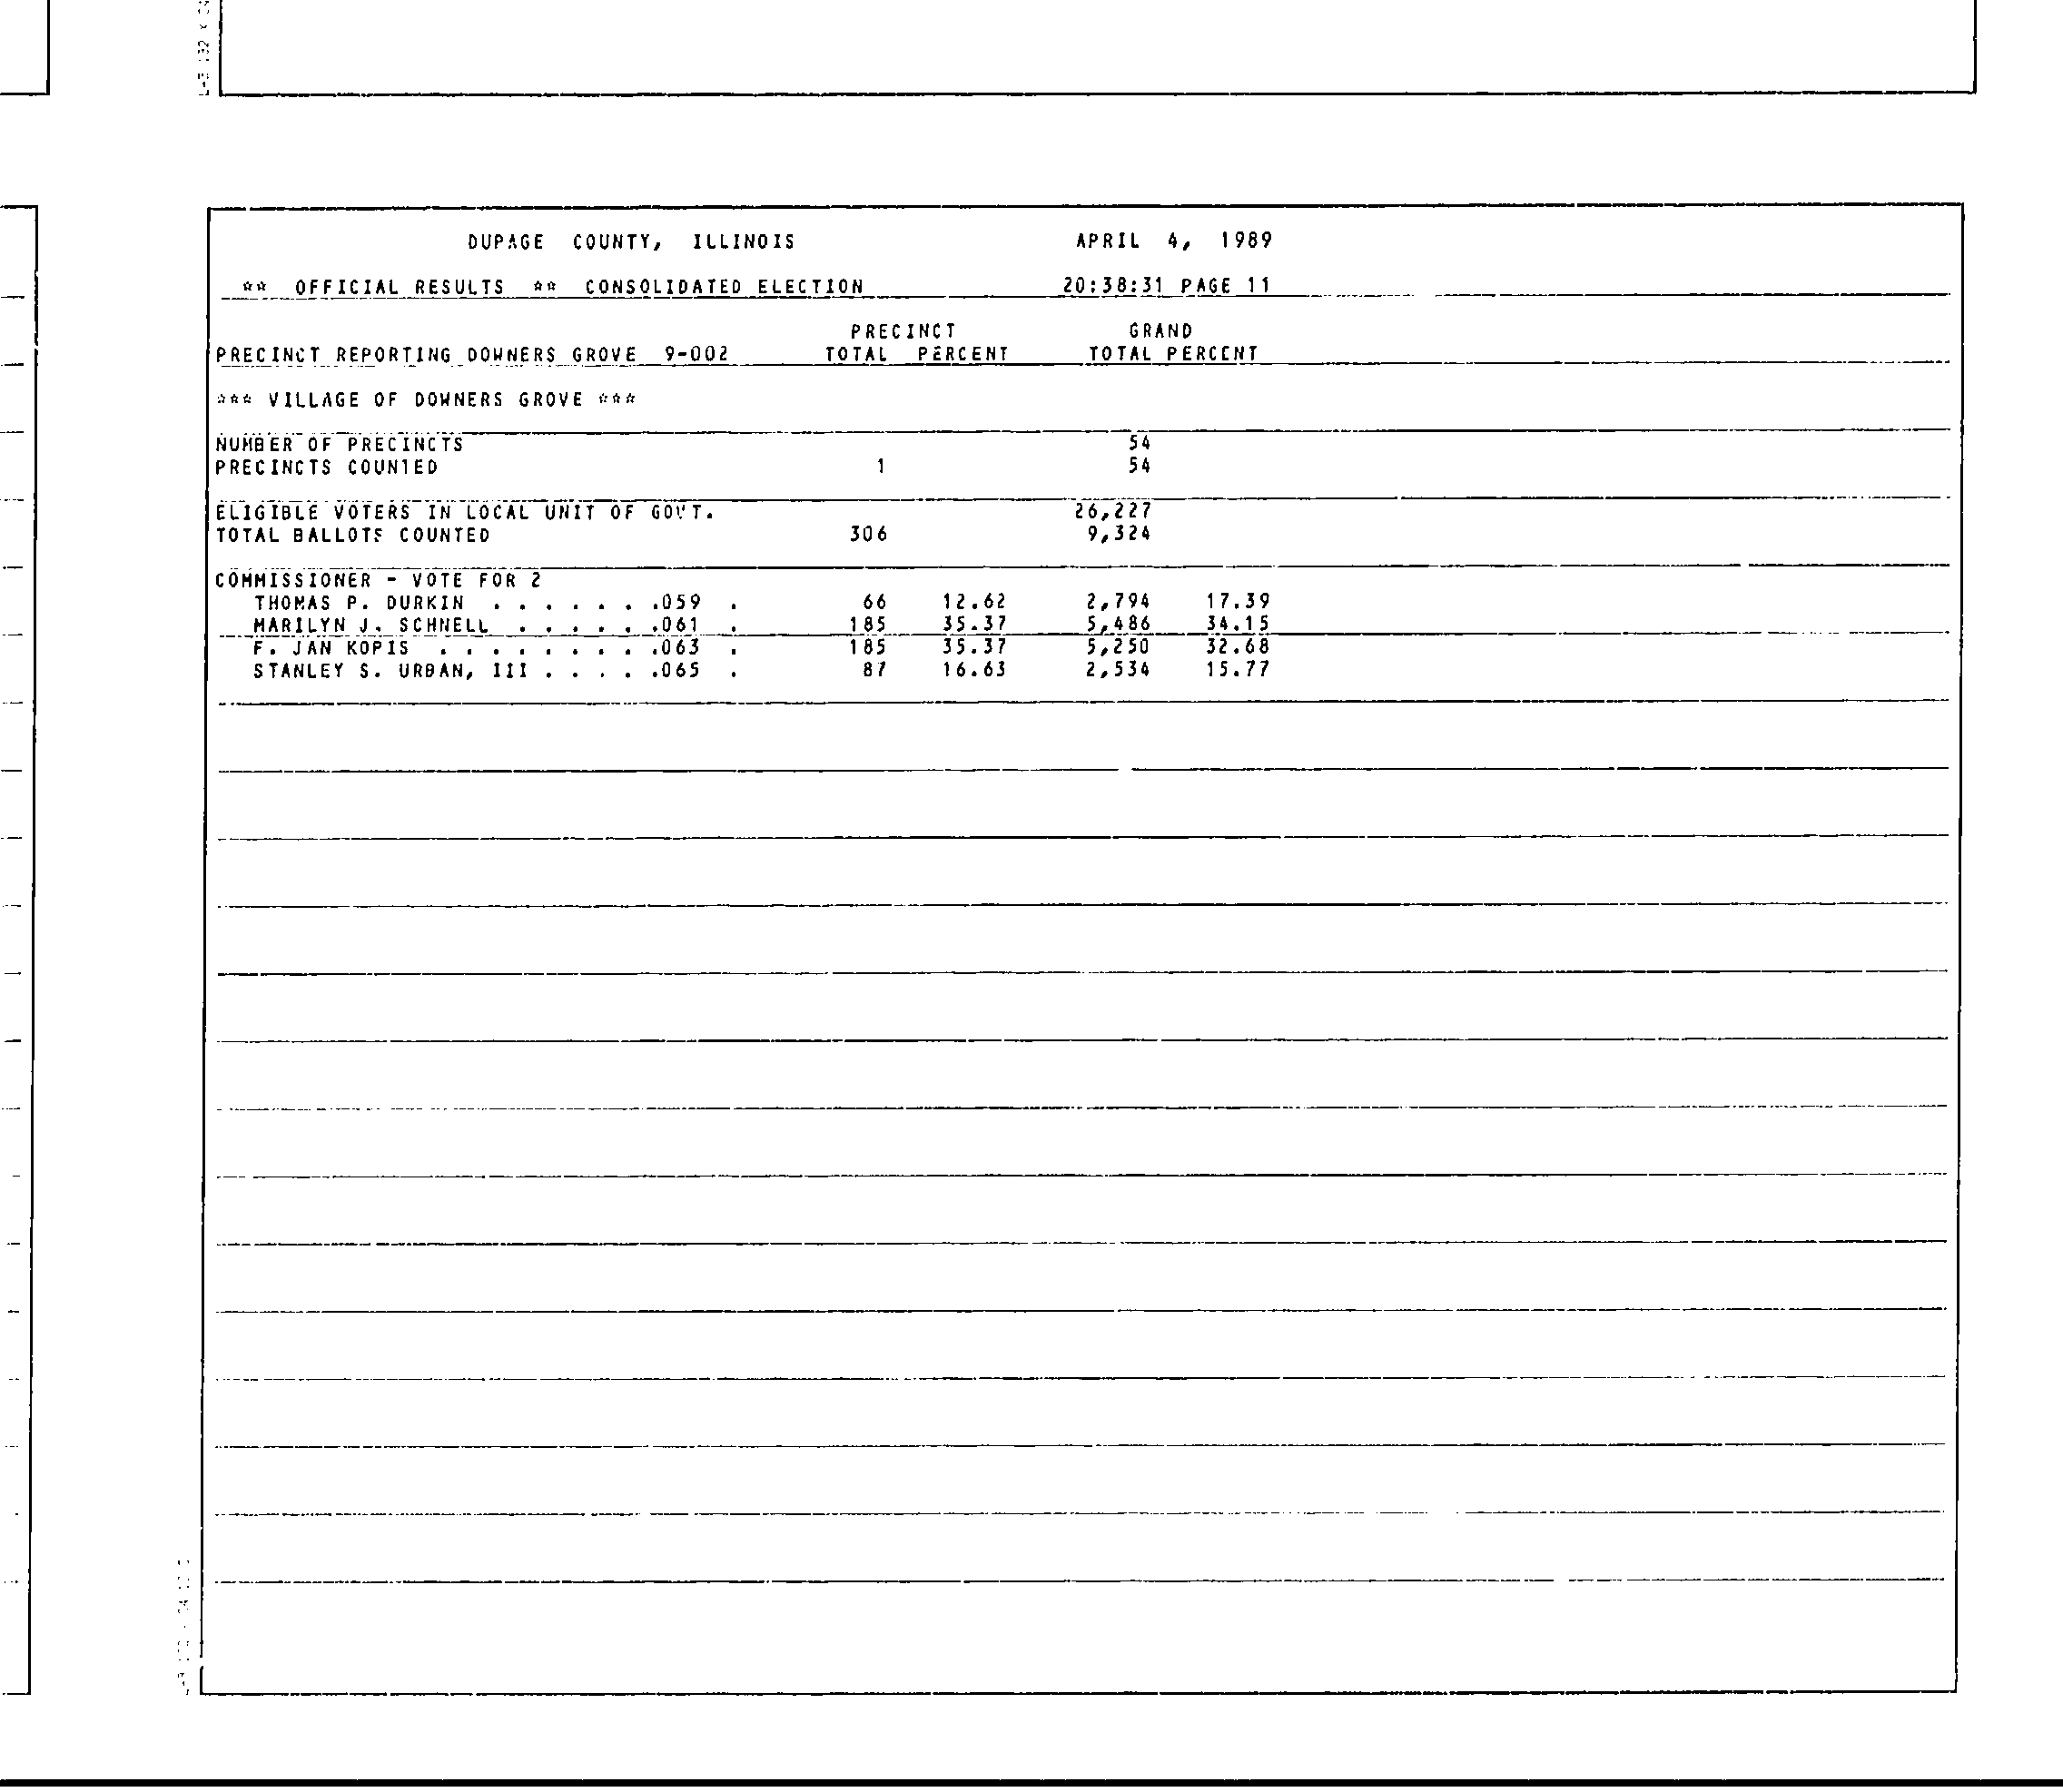 DUPAGE COUNTY, ILLINOIS APRIL 4, 1989
** OFFICIAL RESULTS ** CONSOLIDATED ELECTION 20:38:31 PAGE 11
PRECINCT GRAND
PRECINCT REPORTING DOWNERS GROVE 9-002 TOTAL PERCENT TOTAL PERCENT
*** VILLAGE OF DOWNERS GROVE ***
NUMBER OF PRECINCTS 54
PRECINCTS COUNTED 1 54
ELIGIBLE VOTERS IN LOCAL UNIT OF GOV'T. 26,227
TOTAL BALLOTS COUNTED 306 9,324
COMMISSIONER - VOTE FOR 2
THOMAS P. DURKIN . . . . . . .059 . 66 12.62 2,794 17.39
MARILYN J. SCHNELL . . . . . .061 . 185 35.37 5,486 34.15
F. JAN KOPIS . . . . . . . . .063 . 185 35.37 5,250 32.68
STANLEY S. URBAN, III . . . . .065 . 87 16.63 2,534 15.77